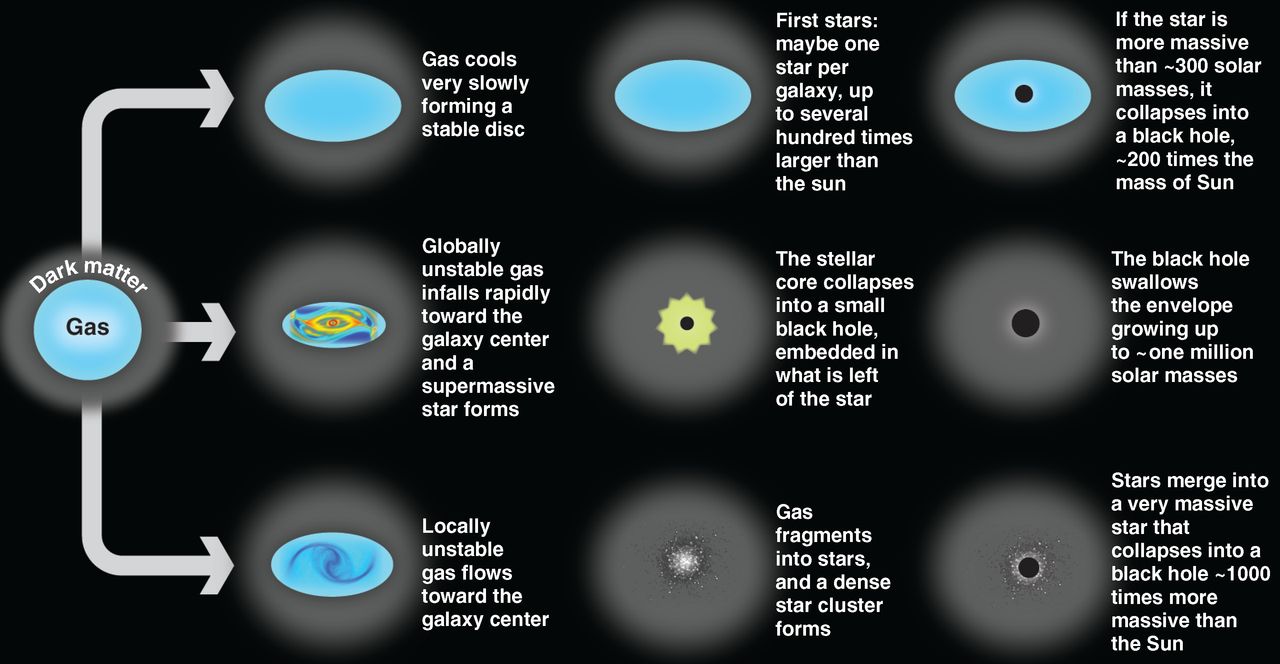 Dark matter
Gas
Gas cools
very slowly
forming a
stable disc
First stars:
maybe one
star per
galaxy, up
to several
hundred times
larger than
the sun
If the star is
more massive
than ~300 solar
masses, it
collapses into
a black hole,
~200 times the
mass of Sun
Globally
unstable gas
infalls rapidly
toward the
galaxy center
and a
supermassive
star forms
The stellar
core collapses
into a small
black hole,
embedded in
what is left
of the star
The black hole
swallows
the envelope
growing up
to ~one million
solar masses
Locally
unstable
gas flows
toward the
galaxy center
Gas
fragments
into stars,
and a dense
star cluster
forms
Stars merge into
a very massive
star that
collapses into a
black hole ~1000
times more
massive than
the Sun